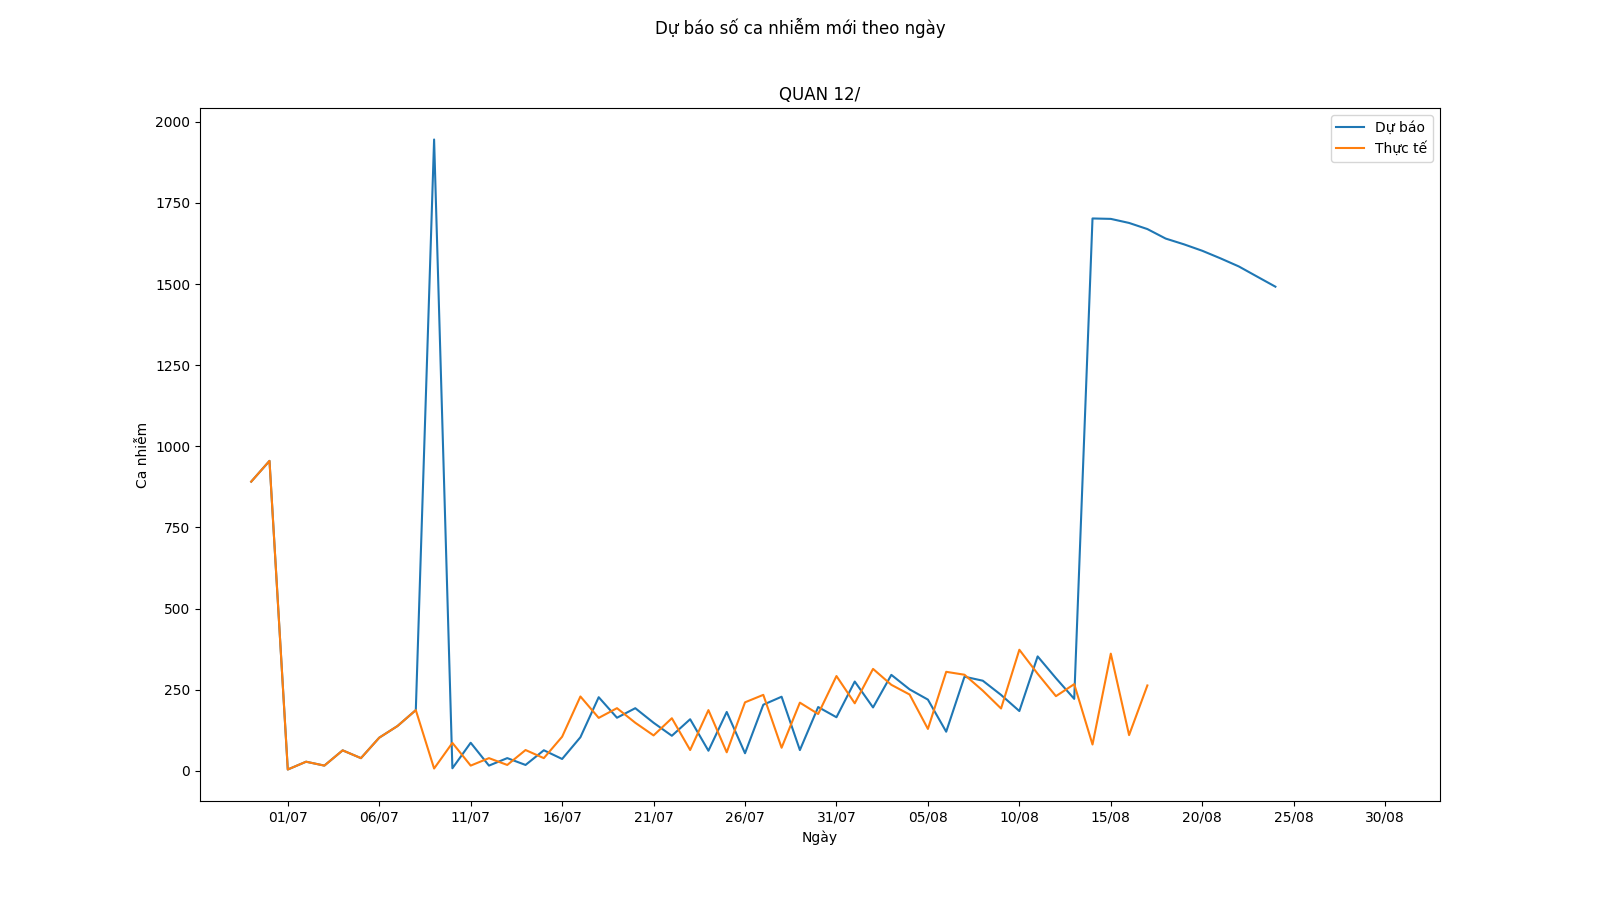 Dự báo số ca nhiễm mới theo ngày
QUAN 12/
Dự báo
Thực tế
2000
1750
1500
1250
1000
750
500
250
0
Ca nhiễm
01/07 06/07 11/07 16/07 21/07 26/07 31/07 05/08 10/08 15/08 20/08 25/08 30/08
Ngày